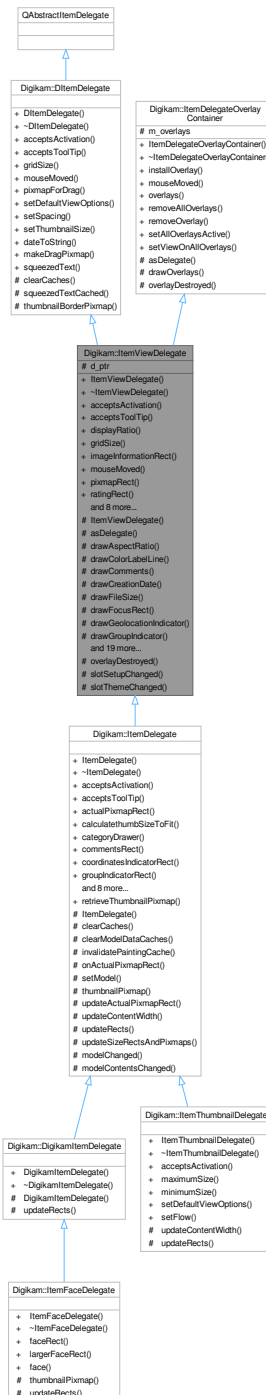 QAbstractItemDelegate
Digikam::DItemDelegate
+ DItemDelegate()
+ ~DItemDelegate()
+ acceptsActivation()
+ acceptsToolTip()
+ gridSize()
+ mouseMoved()
+ pixmapForDrag()
+ setDefaultViewOptions()
+ setSpacing()
+ setThumbnailSize()
+ dateToString()
+ makeDragPixmap()
+ squeezedText()
# clearCaches()
# squeezedTextCached()
# thumbnailBorderPixmap()
Digikam::ItemDelegateOverlay
Container
# m_overlays
+ ItemDelegateOverlayContainer()
+ ~ItemDelegateOverlayContainer
+ installOverlay()
+ mouseMoved()
+ overlays()
+ removeAllOverlays()
+ removeOverlay()
+ setAllOverlaysActive()
+ setViewOnAllOverlays()
# asDelegate()
# drawOverlays()
# overlayDestroyed()
Digikam::ItemViewDelegate
# d_ptr
+ ItemViewDelegate()
+ ~ItemViewDelegate()
+ acceptsActivation()
+ acceptsToolTip()
+ displayRatio()
+ gridSize()
+ imageInformationRect()
+ mouseMoved()
+ pixmapRect()
+ ratingRect()
and 8 more...
# ItemViewDelegate()
# asDelegate()
# drawAspectRatio()
# drawColorLabelLine()
# drawComments()
# drawCreationDate()
# drawFileSize()
# drawFocusRect()
# drawGeolocationIndicator()
# drawGroupIndicator()
and 19 more...
# overlayDestroyed()
# slotSetupChanged()
# slotThemeChanged()
Digikam::ItemDelegate
+ ItemDelegate()
+ ~ItemDelegate()
+ acceptsActivation()
+ acceptsToolTip()
+ actualPixmapRect()
+ calculatethumbSizeToFit()
+ categoryDrawer()
+ commentsRect()
+ coordinatesIndicatorRect()
+ groupIndicatorRect()
and 8 more...
+ retrieveThumbnailPixmap()
# ItemDelegate()
# clearCaches()
# clearModelDataCaches()
# invalidatePaintingCache()
# onActualPixmapRect()
# setModel()
# thumbnailPixmap()
# updateActualPixmapRect()
# updateContentWidth()
# updateRects()
# updateSizeRectsAndPixmaps()
# modelChanged()
# modelContentsChanged()
Digikam::DigikamItemDelegate
+ DigikamItemDelegate()
+ ~DigikamItemDelegate()
# DigikamItemDelegate()
# updateRects()
Digikam::ItemThumbnailDelegate
+ ItemThumbnailDelegate()
+ ~ItemThumbnailDelegate()
+ acceptsActivation()
+ maximumSize()
+ minimumSize()
+ setDefaultViewOptions()
+ setFlow()
# updateContentWidth()
# updateRects()
Digikam::ItemFaceDelegate
+ ItemFaceDelegate()
+ ~ItemFaceDelegate()
+ faceRect()
+ largerFaceRect()
+ face()
# thumbnailPixmap()
# updateRects()